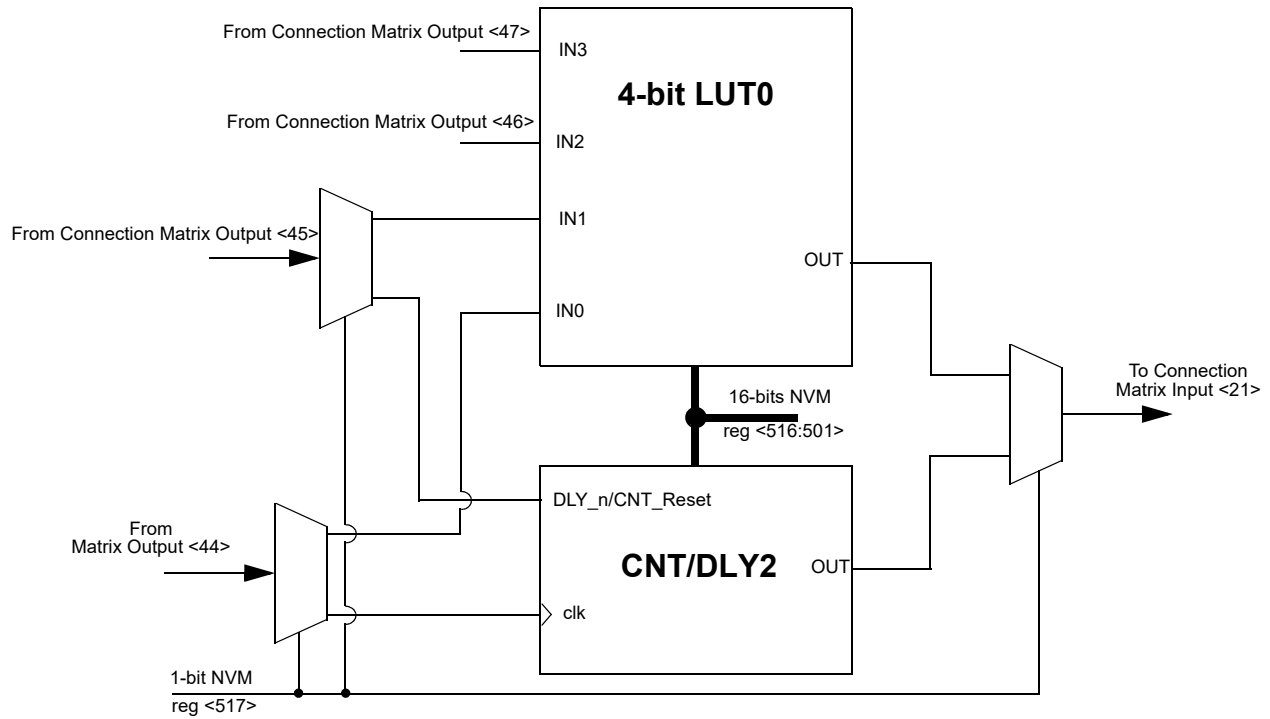 From Connection Matrix Output <47>
IN3
4-bit LUT0
From Connection Matrix Output <46>
IN2
IN1
From Connection Matrix Output <45>
OUT
IN0
To Connection
Matrix Input <21>
16-bits NVM
reg <516:501>
DLY_n/CNT_Reset
From
Matrix Output <44>
CNT/DLY2
OUT
clk
1-bit NVM
reg <517>